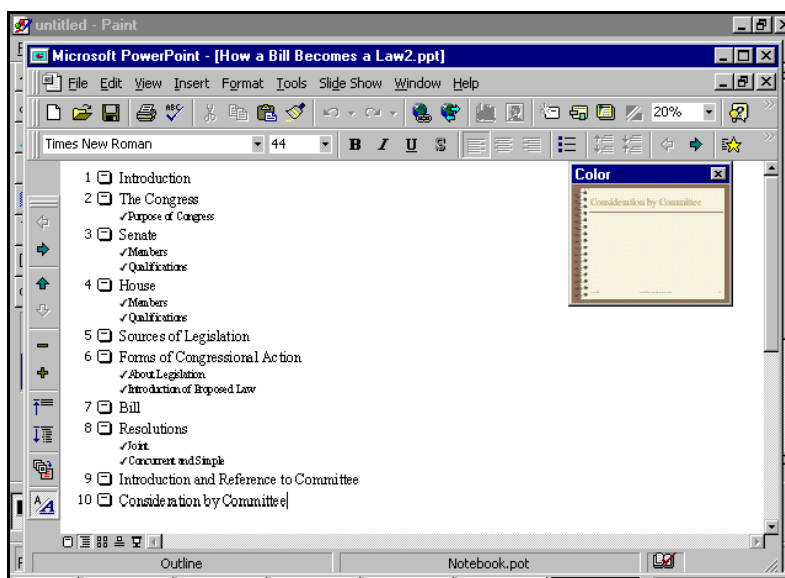 untitled - Paint
Microsoft PowerPoint - [How a Bill Becomes a Law2.ppt]
File Edit View Insert Format Tools Slide Show Window Help
ABC
20%
Times New Roman 44 B I U S
Color
Consideration by Committee
1 Introduction
2 The Congress
✓Purpose of Congress
3 Senate
✓Members
✓Qualifications
4 House
✓Members
✓Qualifications
5 Sources of Legislation
6 Forms of Congressional Action
✓About Legislation
✓Introduction of Proposed Law
7 Bill
8 Resolutions
✓Joint
✓Concurrent and Simple
9 Introduction and Reference to Committee
10 Consideration by Committee
Outline Notebook.pot